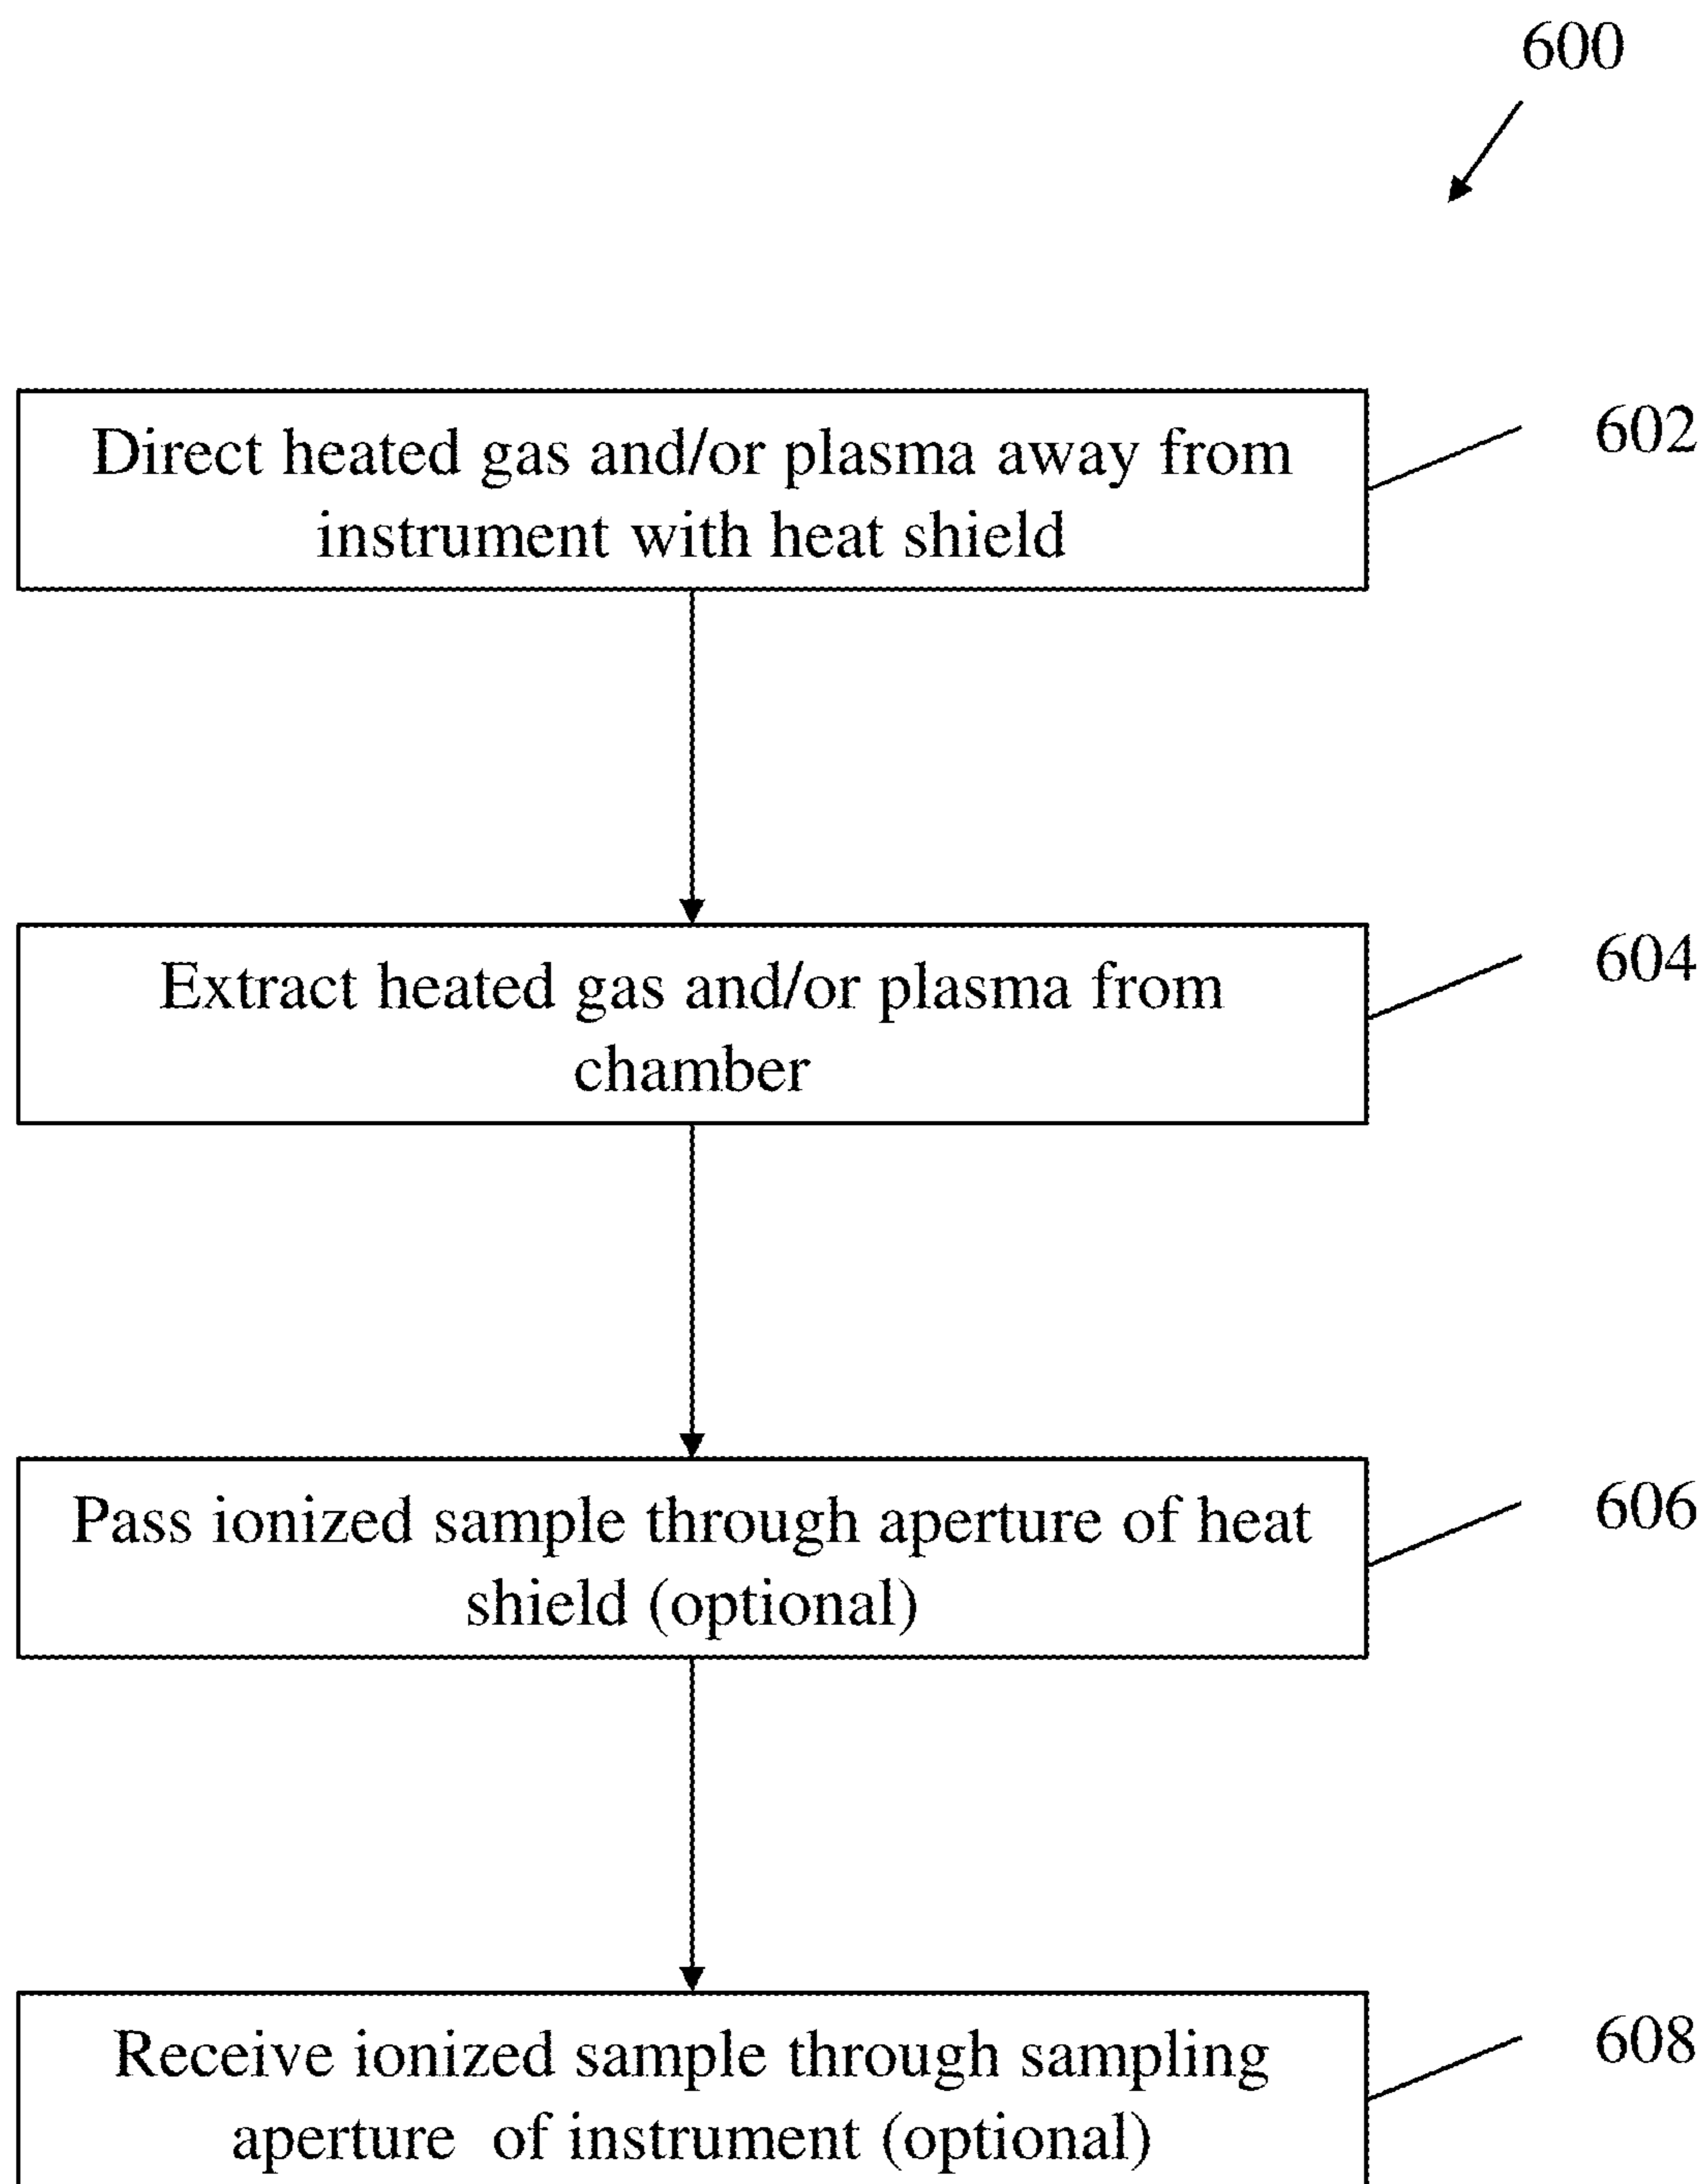 600
Direct heated gas and/or plasma away from
instrument with heat shield
602
Extract heated gas and/or plasma from
chamber
604
Pass ionized sample through aperture of heat
shield (optional)
606
Receive ionized sample through sampling
aperture of instrument (optional)
608